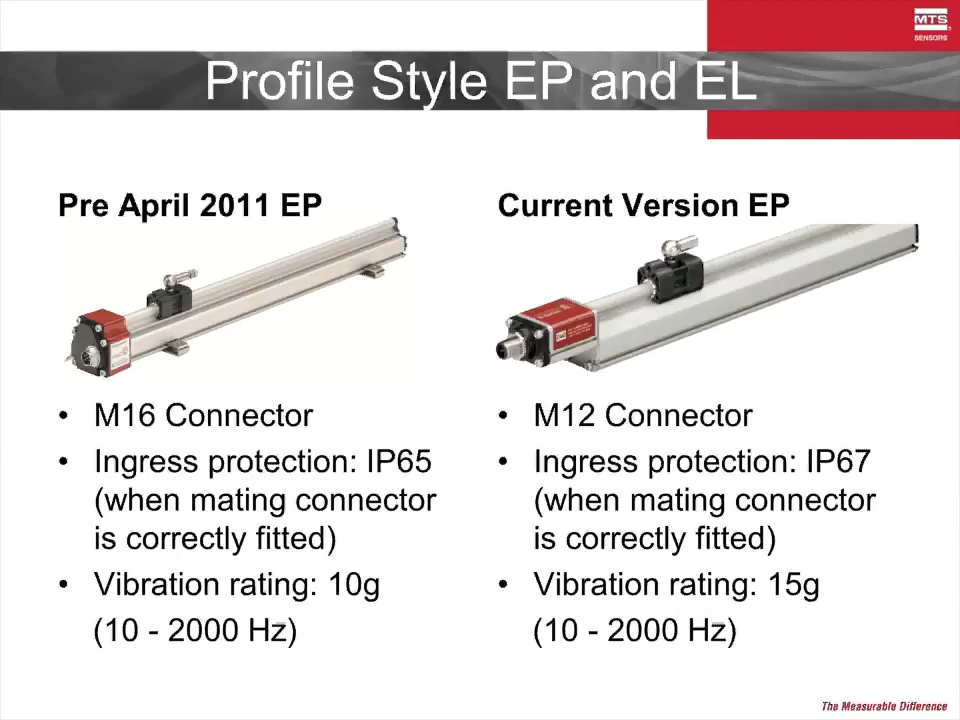 MTS
SENSORS
Profile Style EP and EL
Pre April 2011 EP
• M16 Connector
• Ingress protection: IP65
(when mating connector
is correctly fitted)
• Vibration rating: 10g
(10 - 2000 Hz)
Current Version EP
• M12 Connector
• Ingress protection: IP67
(when mating connector
is correctly fitted)
• Vibration rating: 15g
(10 - 2000 Hz)
The Measurable Difference